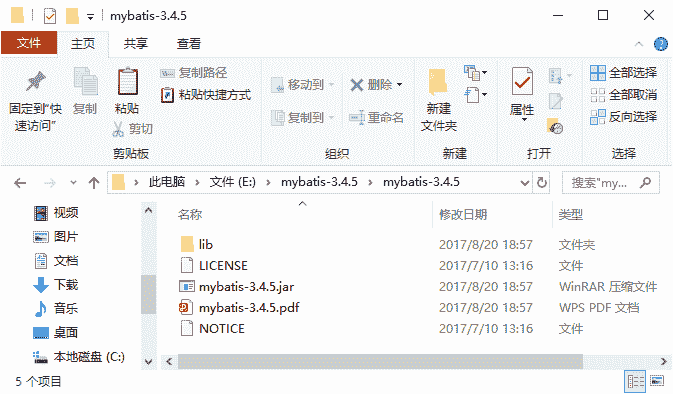 mybatis-3.4.5
文件 主页 共享 查看
固定到"快速访问"
复制
粘贴
复制路径
粘贴快捷方式
剪切
剪贴板
移动到
复制到
删除
重命名
组织
新建
文件夹
新建
属性
打开
全部选择
全部取消
反向选择
选择
此电脑 文件 (E:) mybatis-3.4.5 mybatis-3.4.5
搜索"my...
视频
图片
文档
下载
音乐
桌面
本地磁盘 (C:)
名称 修改日期 类型
lib 2017/8/20 18:57 文件夹
LICENSE 2017/7/10 13:16 文件
mybatis-3.4.5.jar 2017/8/20 18:57 WinRAR 压缩文件
mybatis-3.4.5.pdf 2017/8/20 18:57 WPS PDF 文档
NOTICE 2017/7/10 13:16 文件
5 个项目